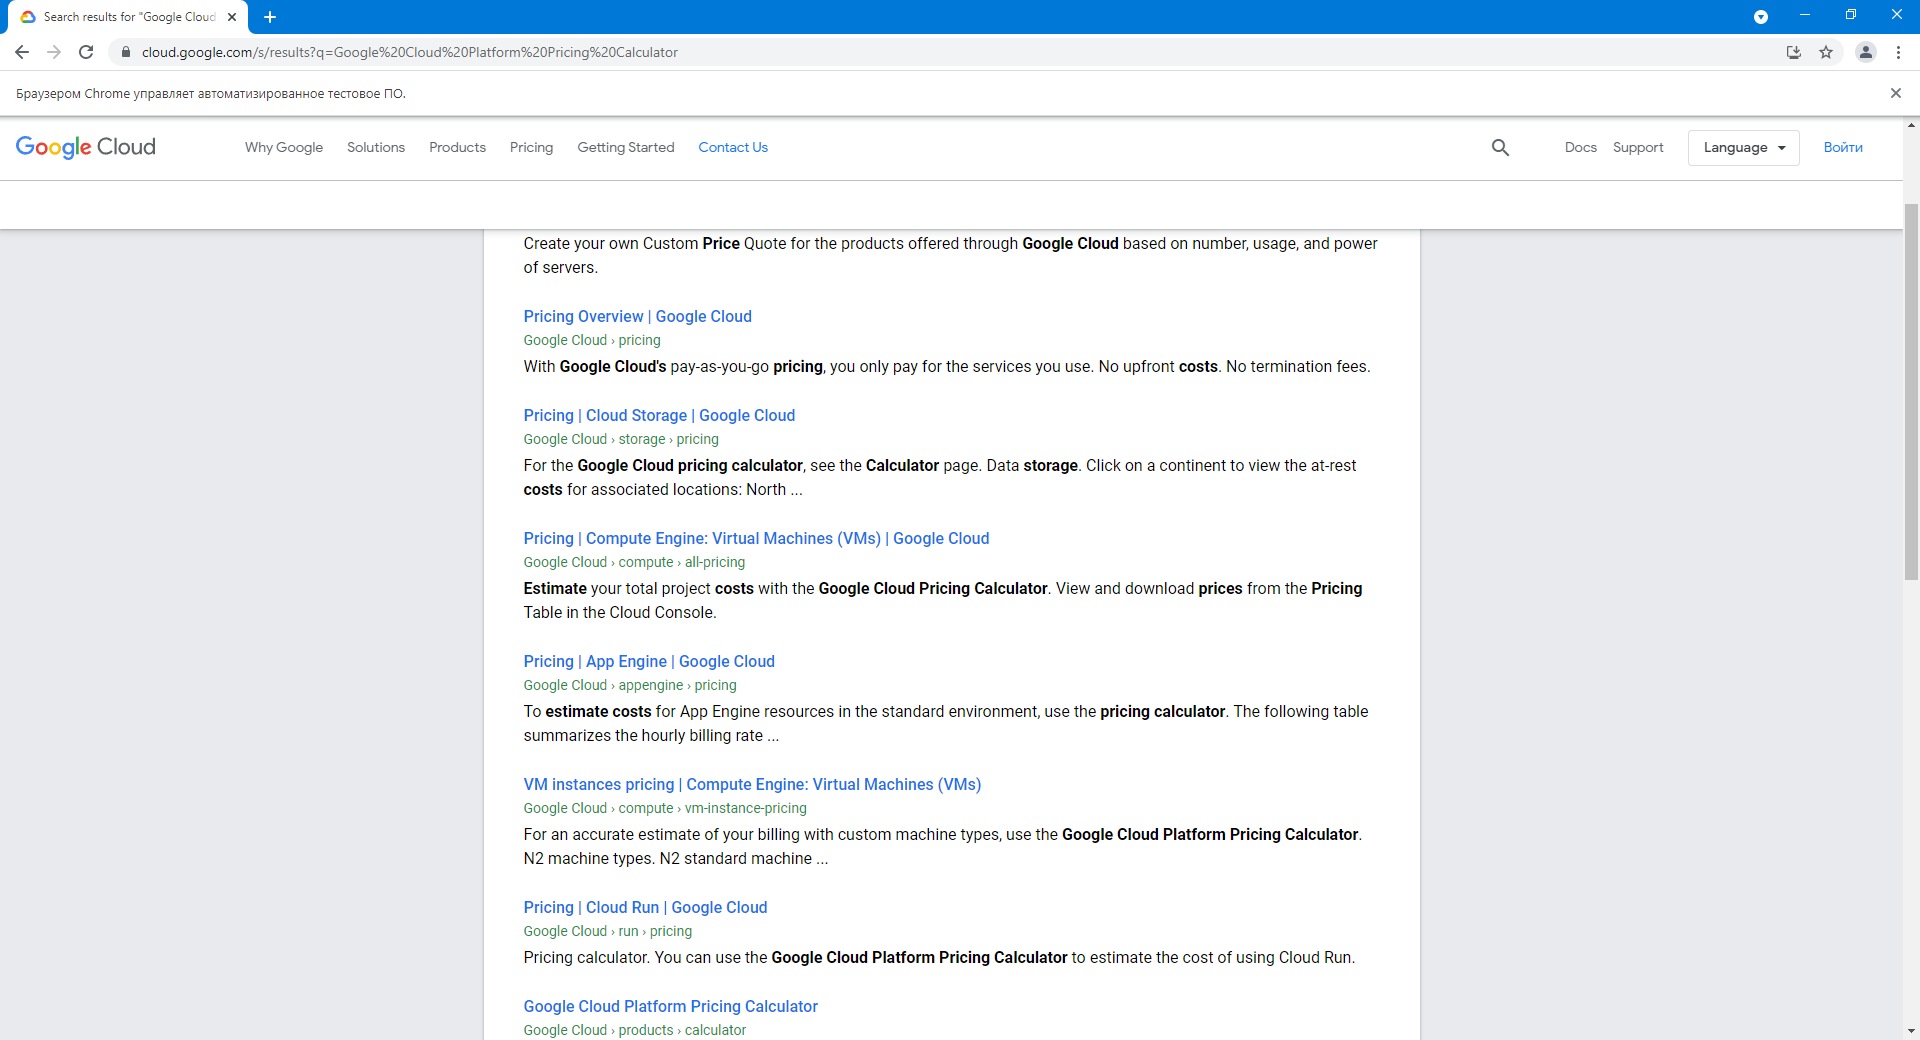 Search results for "Google Cloud
cloud.google.com/s/results?q=Google%20Cloud%20Platform%20Pricing%20Calculator
Браузером Chrome управляет автоматизированное тестовое ПО.
Google Cloud Why Google Solutions Products Pricing Getting Started Contact Us Docs Support Language Войти
Create your own Custom Price Quote for the products offered through Google Cloud based on number, usage, and power
of servers.
Pricing Overview | Google Cloud
Google Cloud › pricing
With Google Cloud's pay-as-you-go pricing, you only pay for the services you use. No upfront costs. No termination fees.
Pricing | Cloud Storage | Google Cloud
Google Cloud › storage › pricing
For the Google Cloud pricing calculator, see the Calculator page. Data storage. Click on a continent to view the at-rest
costs for associated locations: North ...
Pricing | Compute Engine: Virtual Machines (VMs) | Google Cloud
Google Cloud › compute › all-pricing
Estimate your total project costs with the Google Cloud Pricing Calculator. View and download prices from the Pricing
Table in the Cloud Console.
Pricing | App Engine | Google Cloud
Google Cloud › appengine › pricing
To estimate costs for App Engine resources in the standard environment, use the pricing calculator. The following table
summarizes the hourly billing rate ...
VM instances pricing | Compute Engine: Virtual Machines (VMs)
Google Cloud › compute › vm-instance-pricing
For an accurate estimate of your billing with custom machine types, use the Google Cloud Platform Pricing Calculator.
N2 machine types. N2 standard machine ...
Pricing | Cloud Run | Google Cloud
Google Cloud › run › pricing
Pricing calculator. You can use the Google Cloud Platform Pricing Calculator to estimate the cost of using Cloud Run.
Google Cloud Platform Pricing Calculator
Google Cloud › products › calculator